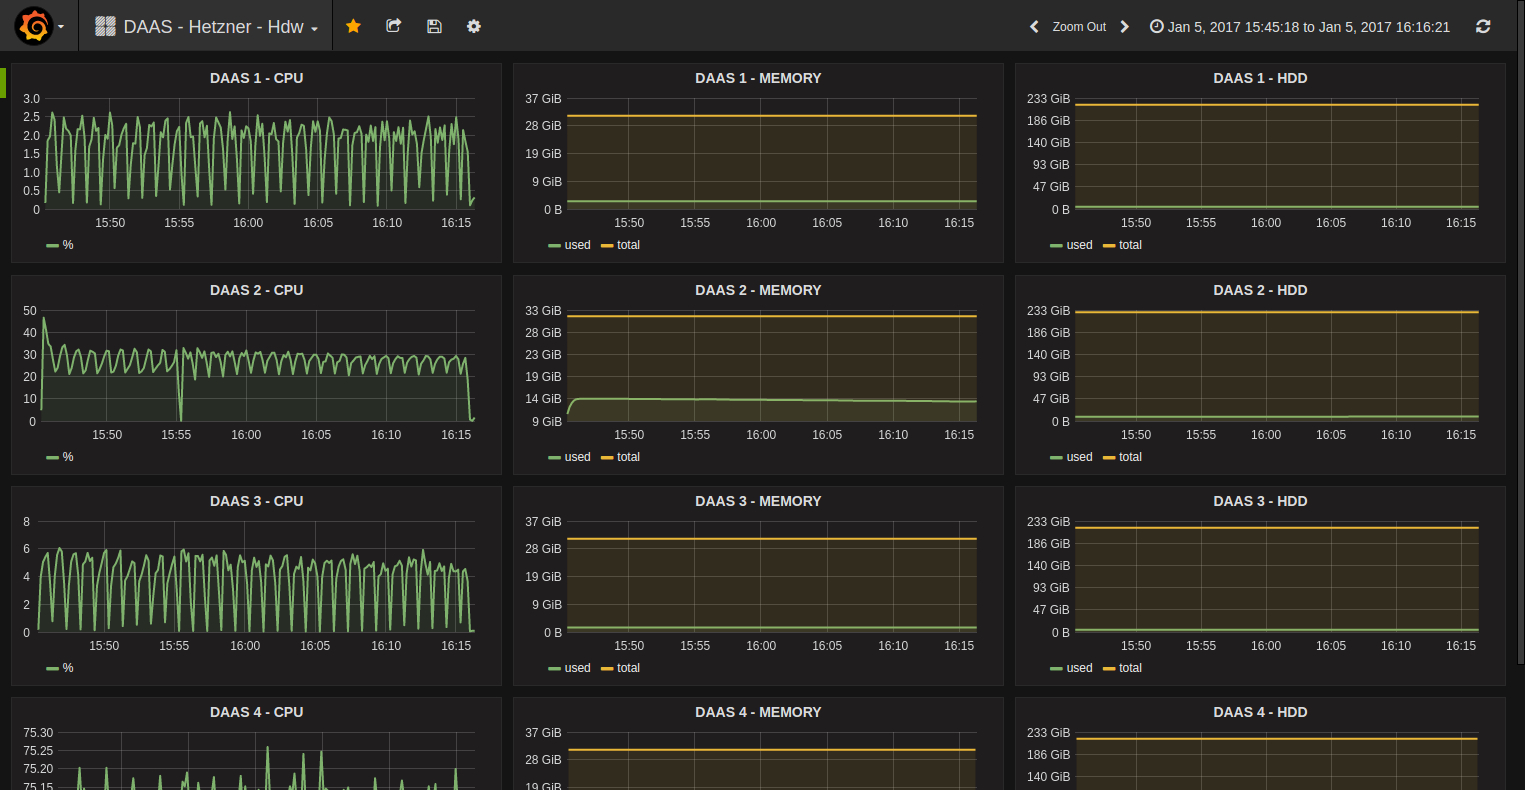 DAAS - Hetzner - Hdw
Zoom Out
Jan 5, 2017 15:45:18 to Jan 5, 2017 16:16:21
DAAS 1 - CPU
3.0
2.5
2.0
1.5
1.0
0.5
0
15:50 15:55 16:00 16:05 16:10 16:15
%
DAAS 1 - MEMORY
37 GiB
28 GiB
19 GiB
9 GiB
0 B
15:50 15:55 16:00 16:05 16:10 16:15
used total
DAAS 1 - HDD
233 GiB
186 GiB
140 GiB
93 GiB
47 GiB
0 B
15:50 15:55 16:00 16:05 16:10 16:15
used total
DAAS 2 - CPU
50
40
30
20
10
0
15:50 15:55 16:00 16:05 16:10 16:15
%
DAAS 2 - MEMORY
33 GiB
28 GiB
23 GiB
19 GiB
14 GiB
9 GiB
15:50 15:55 16:00 16:05 16:10 16:15
used total
DAAS 2 - HDD
233 GiB
186 GiB
140 GiB
93 GiB
47 GiB
0 B
15:50 15:55 16:00 16:05 16:10 16:15
used total
DAAS 3 - CPU
8
6
4
2
0
15:50 15:55 16:00 16:05 16:10 16:15
%
DAAS 3 - MEMORY
37 GiB
28 GiB
19 GiB
9 GiB
0 B
15:50 15:55 16:00 16:05 16:10 16:15
used total
DAAS 3 - HDD
233 GiB
186 GiB
140 GiB
93 GiB
47 GiB
0 B
15:50 15:55 16:00 16:05 16:10 16:15
used total
DAAS 4 - CPU
75.30
75.25
75.20
75.15
DAAS 4 - MEMORY
37 GiB
28 GiB
19 GiB
DAAS 4 - HDD
233 GiB
186 GiB
140 GiB